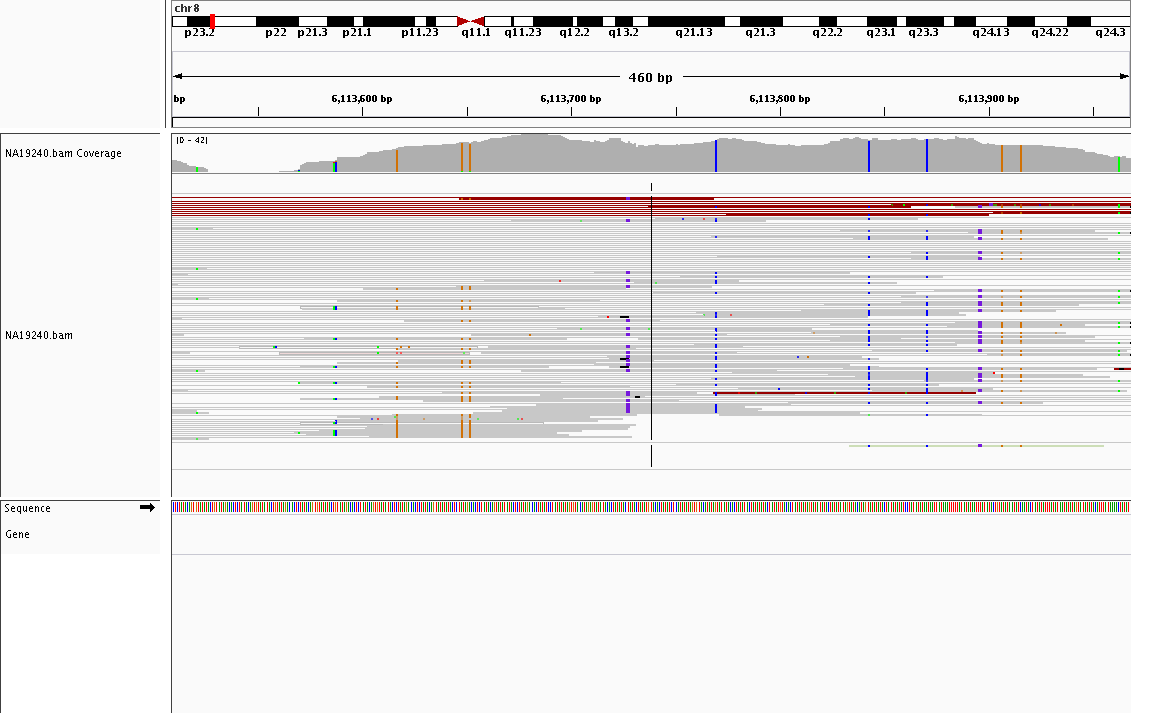 chr8
p23.2 p22 p21.3 p21.1 p11.23 q11.1 q11.23 q12.2 q13.2 q21.13 q21.3 q22.2 q23.1 q23.3 q24.13 q24.22 q24.3
460 bp
bp 6,113,600 bp 6,113,700 bp 6,113,800 bp 6,113,900 bp
[0 - 42]
NA19240.bam Coverage
NA19240.bam
Sequence
Gene